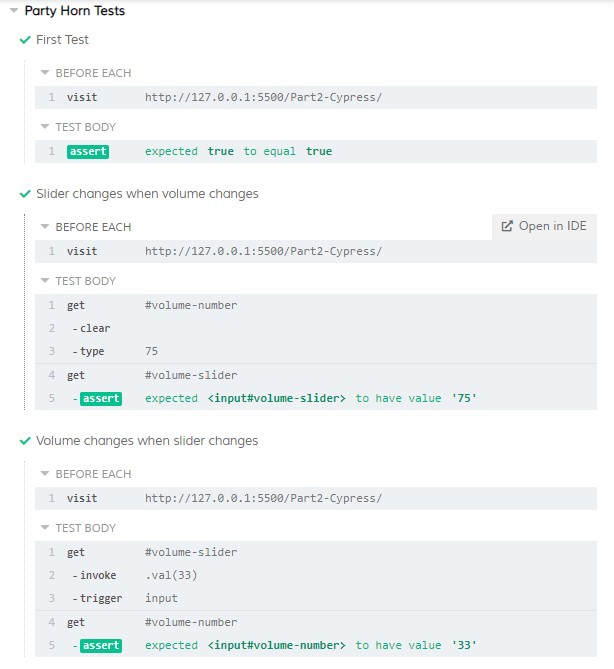 Party Horn Tests
First Test
BEFORE EACH
1 visit http://127.0.0.1:5500/Part2-Cypress/
TEST BODY
1 assert expected true to equal true
Slider changes when volume changes
BEFORE EACH Open in IDE
1 visit http://127.0.0.1:5500/Part2-Cypress/
TEST BODY
1 get #volume-number
2 -clear
3 -type 75
4 get #volume-slider
5 -assert expected <input#volume-slider> to have value '75'
Volume changes when slider changes
BEFORE EACH
1 visit http://127.0.0.1:5500/Part2-Cypress/
TEST BODY
1 get #volume-slider
2 -invoke .val(33)
3 -trigger input
4 get #volume-number
5 -assert expected <input#volume-number> to have value '33'